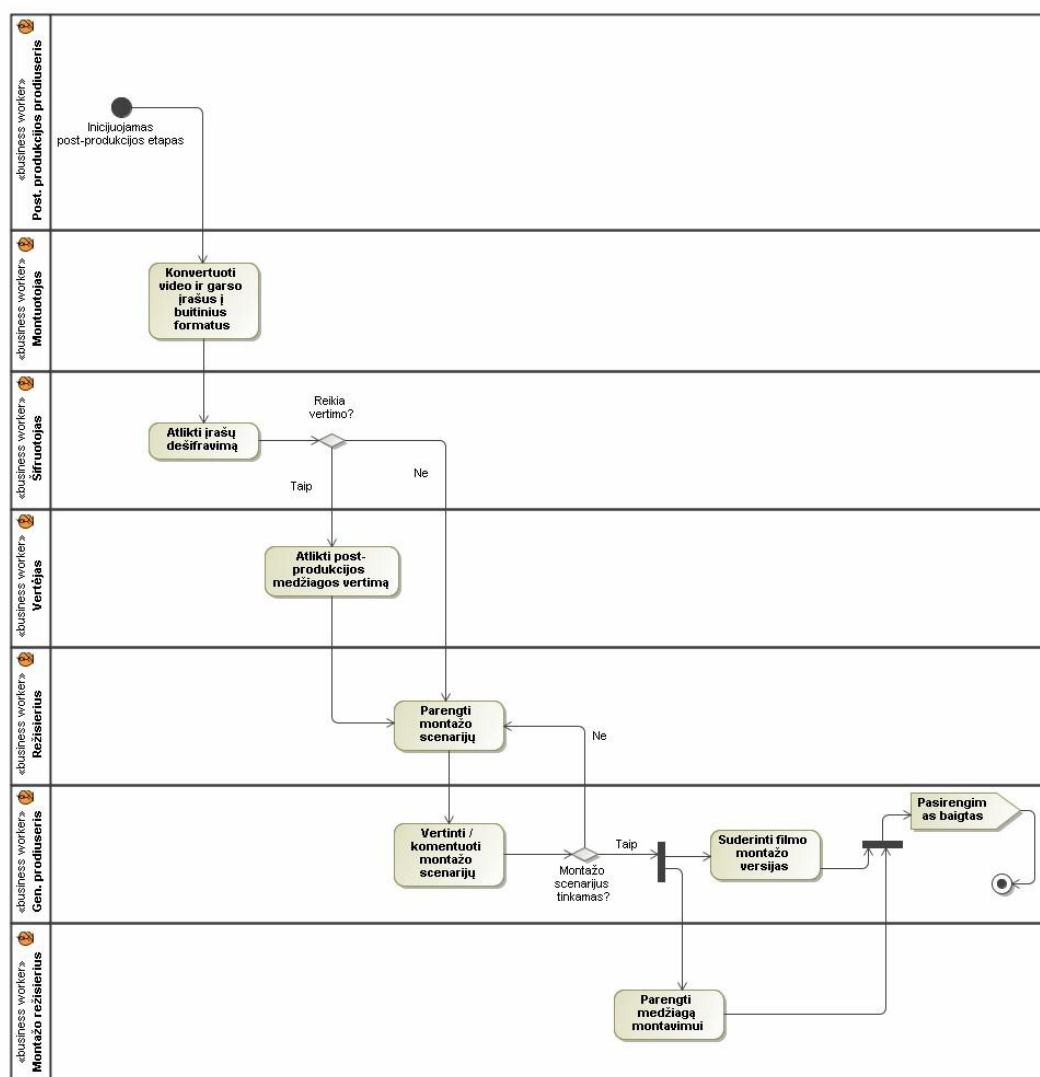 «business worker»
Post. produkcijos prodiuseris
Inicijuojamas
post-produkcijos etapas
«business worker»
Montuotojas
Konvertuoti
video ir garso
įrašus į
buitinius
formatus
«business worker»
Šifruotojas
Atlikti įrašų
dešifravimą
Reikia
vertimo?
Taip
Ne
«business worker»
Vertėjas
Atlikti post-
produkcijos
medžiagos vertimą
«business worker»
Režisierius
Parengti
montažo
scenarijų
Ne
«business worker»
Gen. prodiuseris
Vertinti /
komentuoti
montažo
scenarijų
Montažo
scenarijus
tinkamas?
Taip
Suderinti filmo
montažo
versijas
Pasirengim
as baigtas
«business worker»
Montažo režisierius
Parengti
medžiagą
montavimui